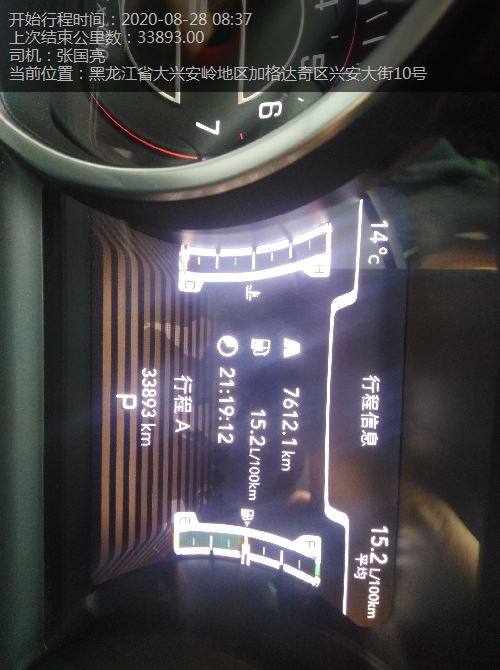 开始行程时间：2020-08-28 08:37
上次结束公里数：33893.00
司机：张国亮
当前位置：黑龙江省大兴安岭地区加格达奇区兴安大街10号
5
6
7
14°C
行程信息
15.2 L/100km
平均
H
C
7612.1 km
15.2 L/100km
21:19:12
行程 A
33893 km
P
F
E